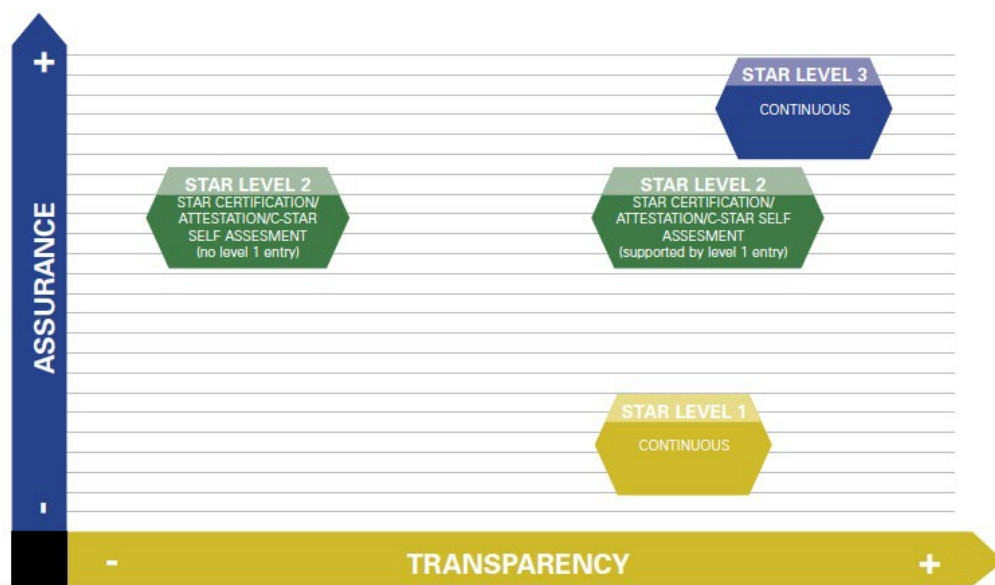 +
ASSURANCE
-
STAR LEVEL 3
CONTINUOUS
STAR LEVEL 2
STAR CERTIFICATION/
ATTESTATION/C-STAR
SELF ASSESMENT
(no level 1 entry)
STAR LEVEL 2
STAR CERTIFICATION/
ATTESTATION/C-STAR SELF
ASSESMENT
(supported by level 1 entry)
STAR LEVEL 1
CONTINUOUS
-
TRANSPARENCY
+